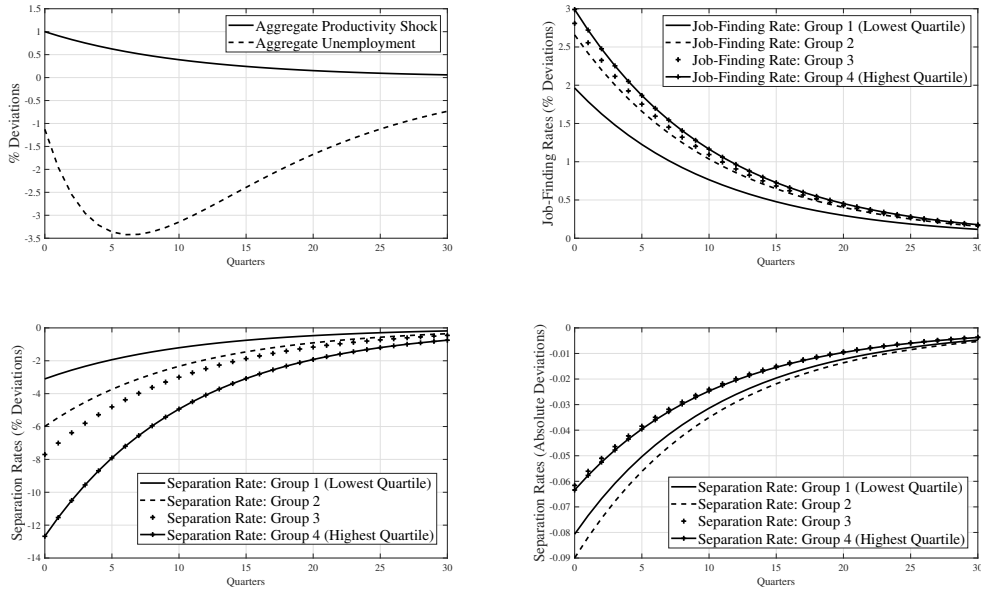 1.5
1
0.5
0
-0.5
-1
-1.5
-2
-2.5
-3
-3.5
0 5 10 15 20 25 30
Quarters
% Deviations
Aggregate Productivity Shock
Aggregate Unemployment
3
2.5
2
1.5
1
0.5
0
0 5 10 15 20 25 30
Quarters
Job-Finding Rates (% Deviations)
Job-Finding Rate: Group 1 (Lowest Quartile)
Job-Finding Rate: Group 2
Job-Finding Rate: Group 3
Job-Finding Rate: Group 4 (Highest Quartile)
0
-2
-4
-6
-8
-10
-12
-14
0 5 10 15 20 25 30
Quarters
Separation Rates (% Deviations)
Separation Rate: Group 1 (Lowest Quartile)
Separation Rate: Group 2
Separation Rate: Group 3
Separation Rate: Group 4 (Highest Quartile)
0
-0.01
-0.02
-0.03
-0.04
-0.05
-0.06
-0.07
-0.08
-0.09
0 5 10 15 20 25 30
Quarters
Separation Rates (Absolute Deviations)
Separation Rate: Group 1 (Lowest Quartile)
Separation Rate: Group 2
Separation Rate: Group 3
Separation Rate: Group 4 (Highest Quartile)